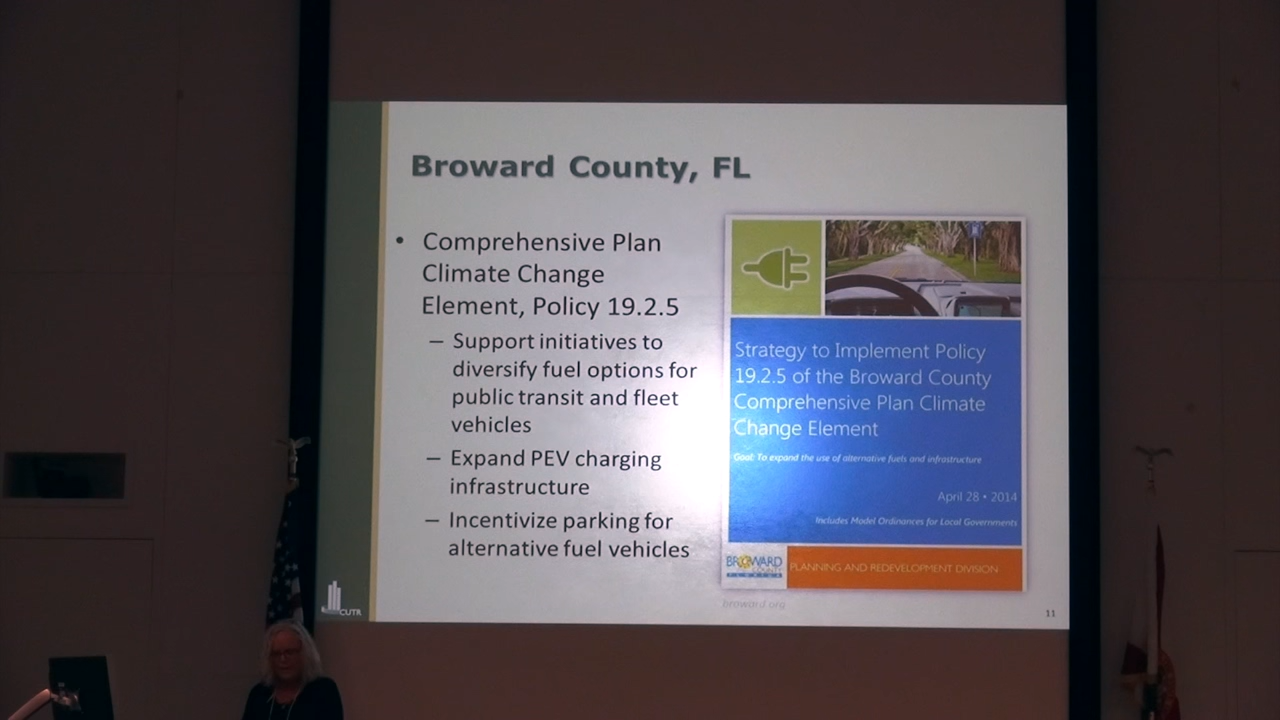 Broward County, FL
• Comprehensive Plan
Climate Change
Element, Policy 19.2.5
– Support initiatives to
diversify fuel options for
public transit and fleet
vehicles
– Expand PEV charging
infrastructure
– Incentivize parking for
alternative fuel vehicles
Strategy to Implement Policy
19.2.5 of the Broward County
Comprehensive Plan Climate
Change Element
Goal: To expand the use of alternative fuels and infrastructure
April 28 • 2014
Includes Model Ordinances for Local Governments
BROWARD
COUNTY
FLORIDA
PLANNING AND REDEVELOPMENT DIVISION
broward.org
CUTR
11